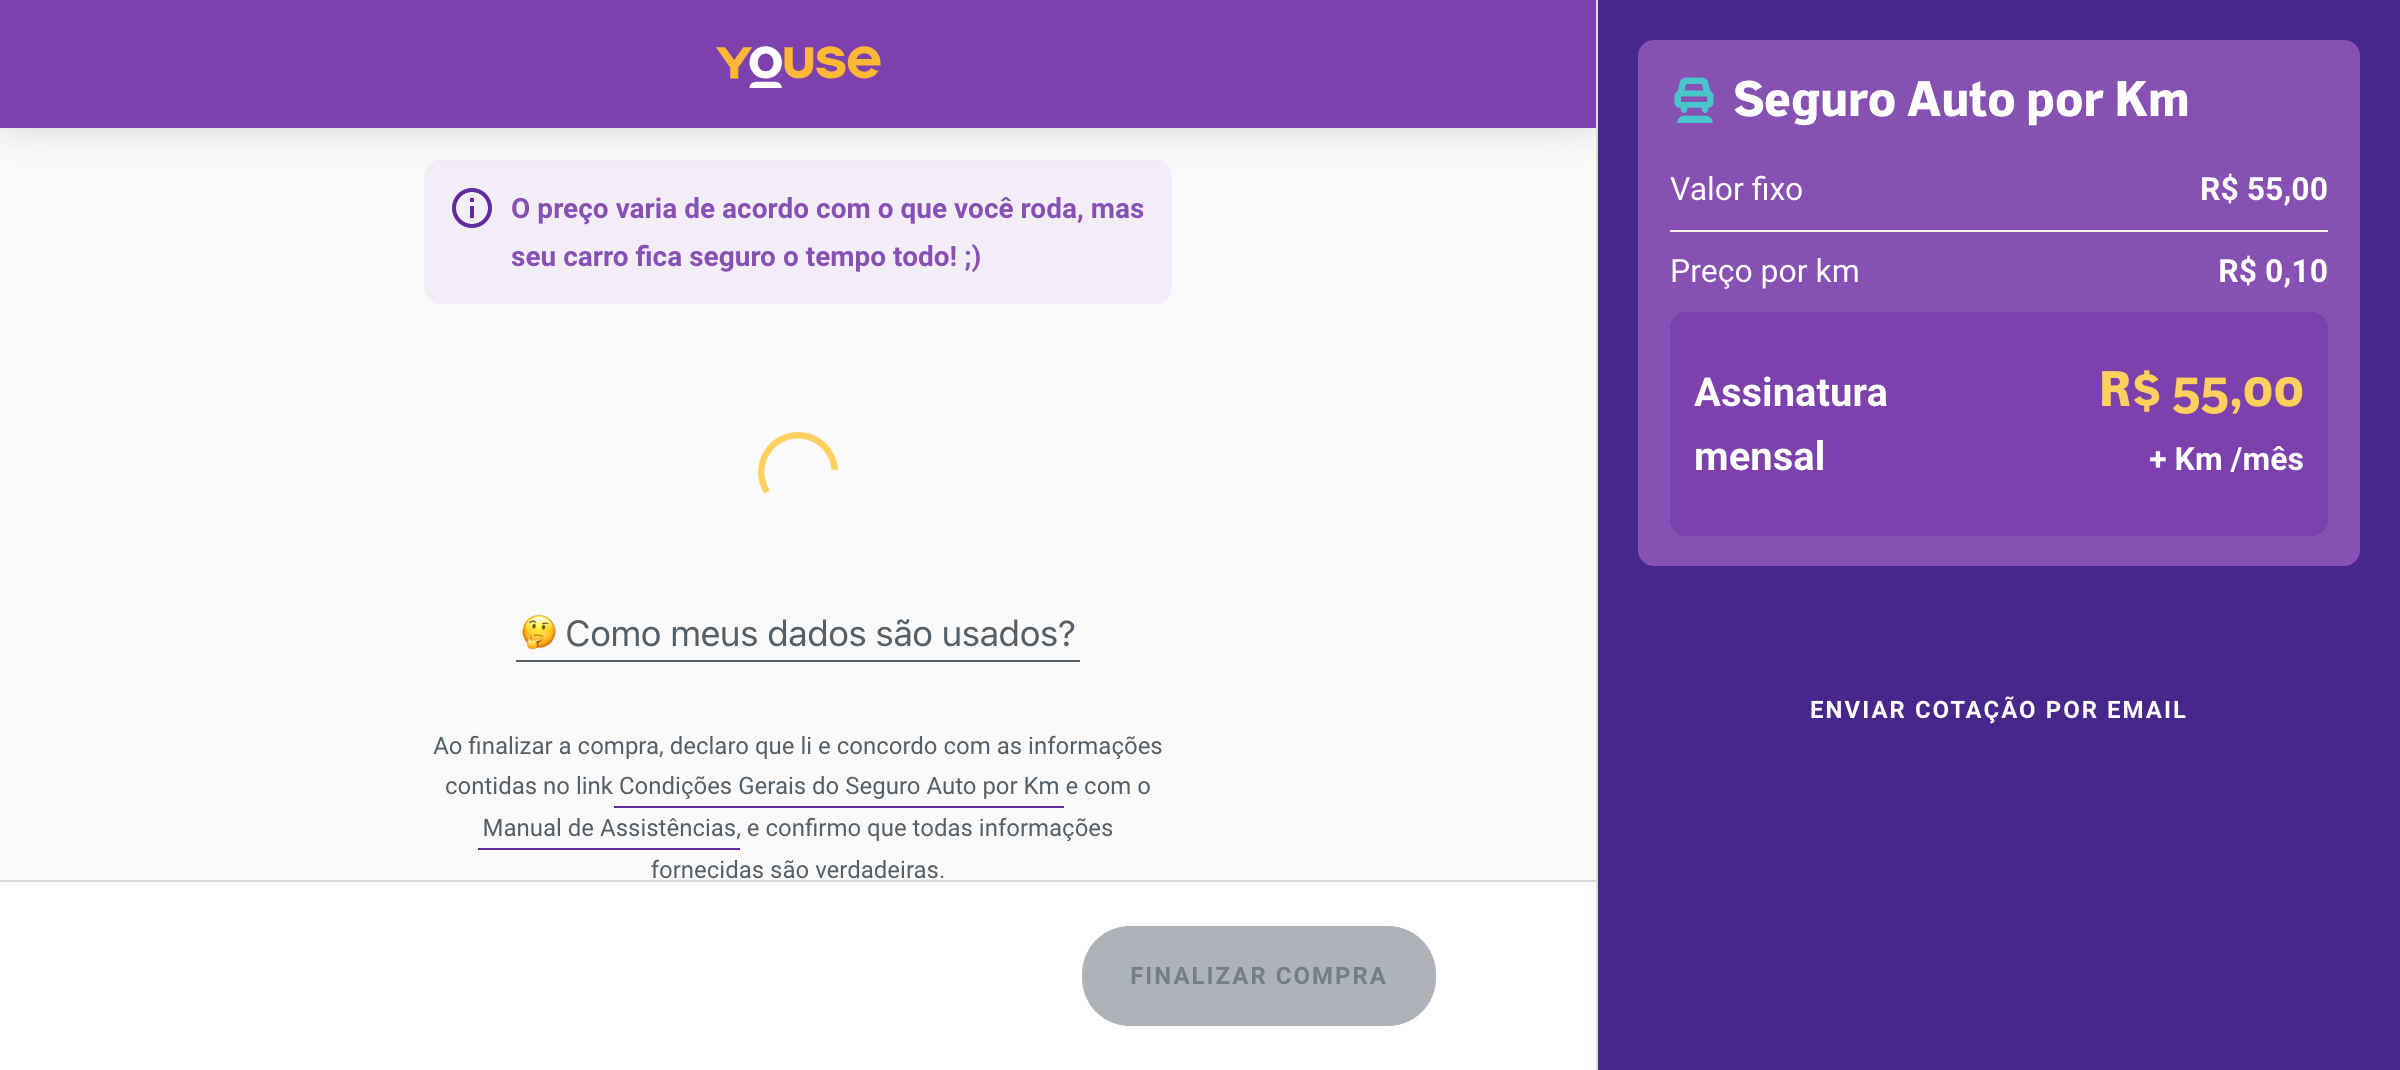 YOUSE
O preço varia de acordo com o que você roda, mas
seu carro fica seguro o tempo todo! ;)
🤔 Como meus dados são usados?
Ao finalizar a compra, declaro que li e concordo com as informações
contidas no link Condições Gerais do Seguro Auto por Km e com o
Manual de Assistências, e confirmo que todas informações
fornecidas são verdadeiras.
FINALIZAR COMPRA
Seguro Auto por Km
Valor fixo R$ 55,00
Preço por km R$ 0,10
Assinatura mensal
R$ 55,00
+ Km /mês
ENVIAR COTAÇÃO POR EMAIL